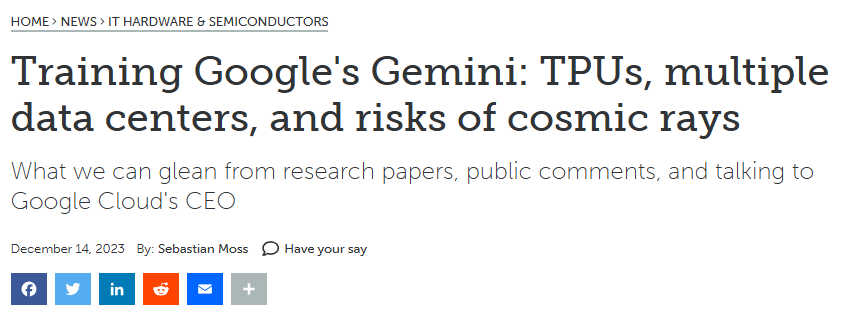 HOME > NEWS > IT HARDWARE & SEMICONDUCTORS
Training Google's Gemini: TPUs, multiple
data centers, and risks of cosmic rays
What we can glean from research papers, public comments, and talking to
Google Cloud's CEO
December 14, 2023 By: Sebastian Moss Have your say